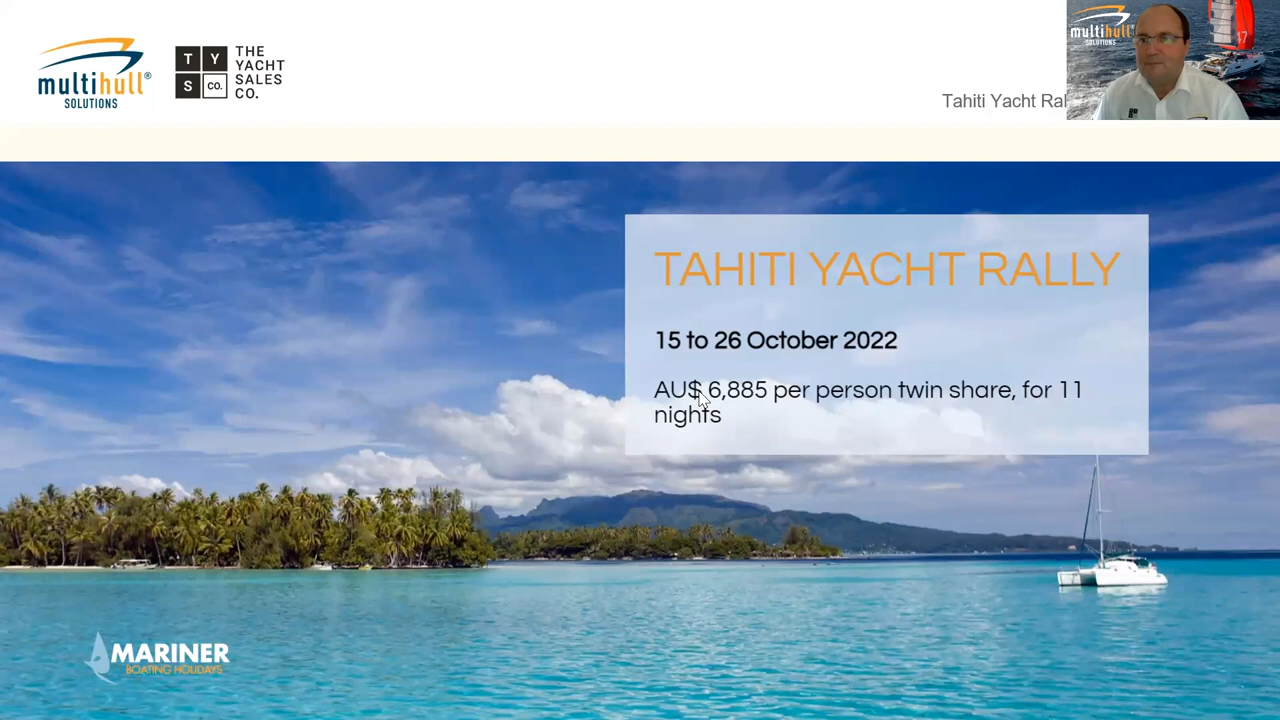 multihull®
SOLUTIONS
T Y
S CO.
THE
YACHT
SALES
CO.
multihull
SOLUTIONS
17
Tahiti Yacht
TAHITI YACHT RALLY
15 to 26 October 2022
AU$ 6,885 per person twin share, for 11
nights
MARINER
BOATING HOLIDAYS